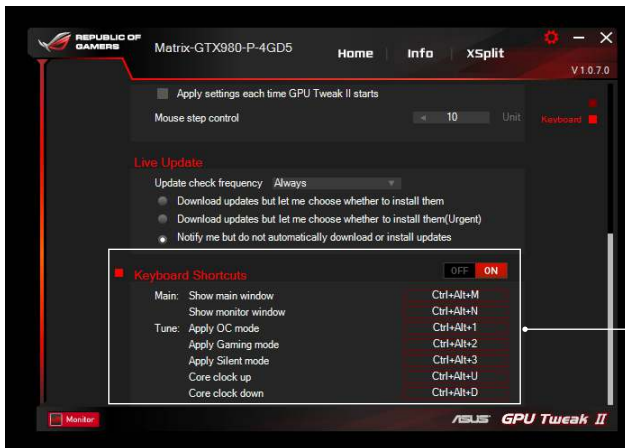 REPUBLIC OF
GAMERS
Matrix-GTX980-P-4GD5
Home Info XSplit
V 1.0.7.0
Apply settings each time GPU Tweak II starts
Mouse step control 10 Unit
Keyboard
Live Update
Update check frequency Always
Download updates but let me choose whether to install them
Download updates but let me choose whether to install them(Urgent)
Notify me but do not automatically download or install updates
Keyboard Shortcuts OFF ON
Main: Show main window Ctrl+Alt+M
Show monitor window Ctrl+Alt+N
Tune: Apply OC mode Ctrl+Alt+1
Apply Gaming mode Ctrl+Alt+2
Apply Silent mode Ctrl+Alt+3
Core clock up Ctrl+Alt+U
Core clock down Ctrl+Alt+D
Monitor ASUS GPU Tweak II